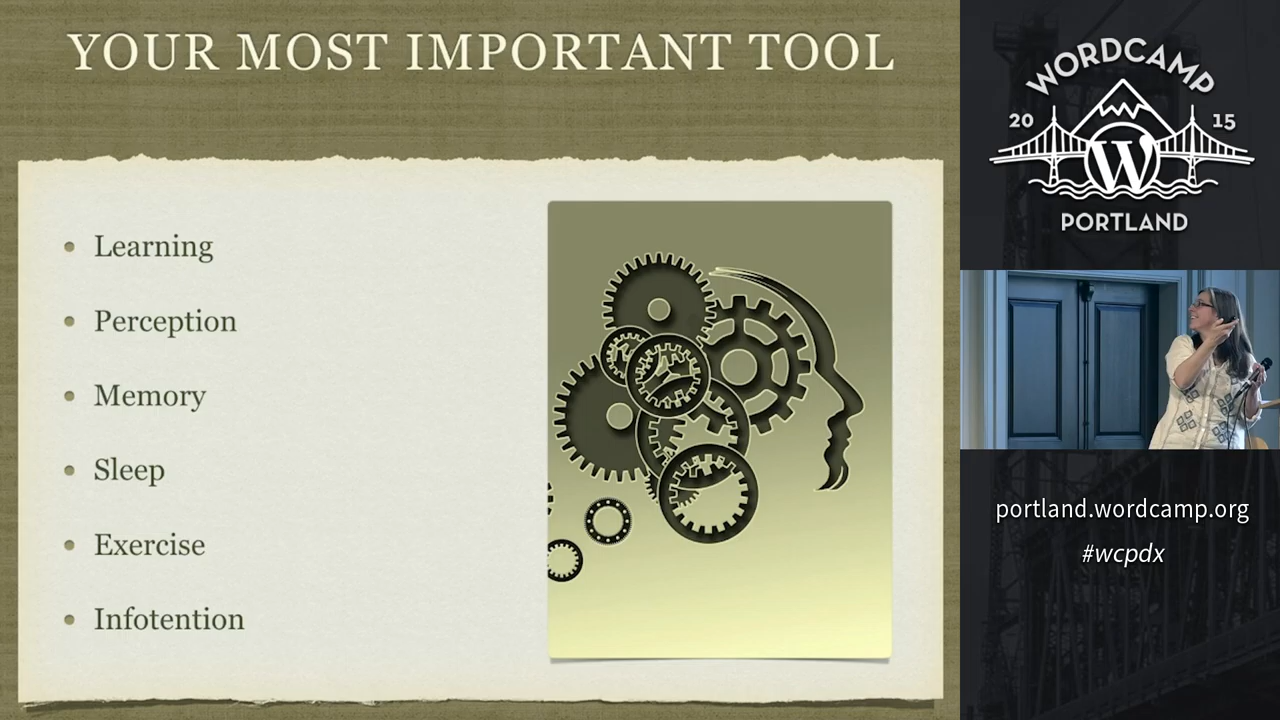 YOUR MOST IMPORTANT TOOL
Learning
Perception
Memory
Sleep
Exercise
Infotention
WORDCAMP
20 15
W
PORTLAND
portland.wordcamp.org
#wcpdx